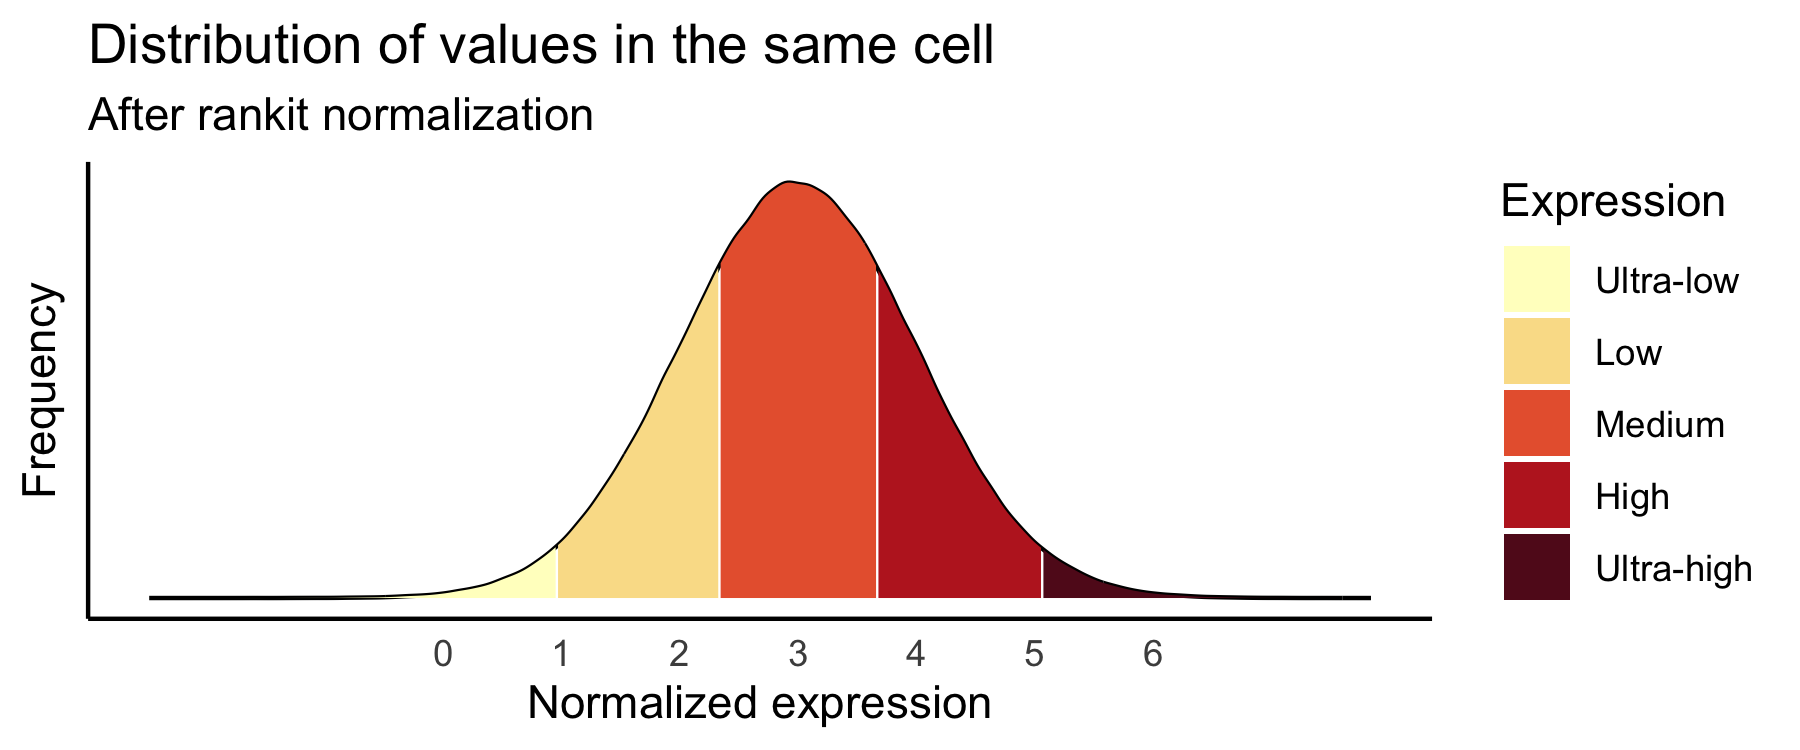 Distribution of values in the same cell
After rankit normalization
Frequency
0 1 2 3 4 5 6
Normalized expression
Expression
Ultra-low
Low
Medium
High
Ultra-high